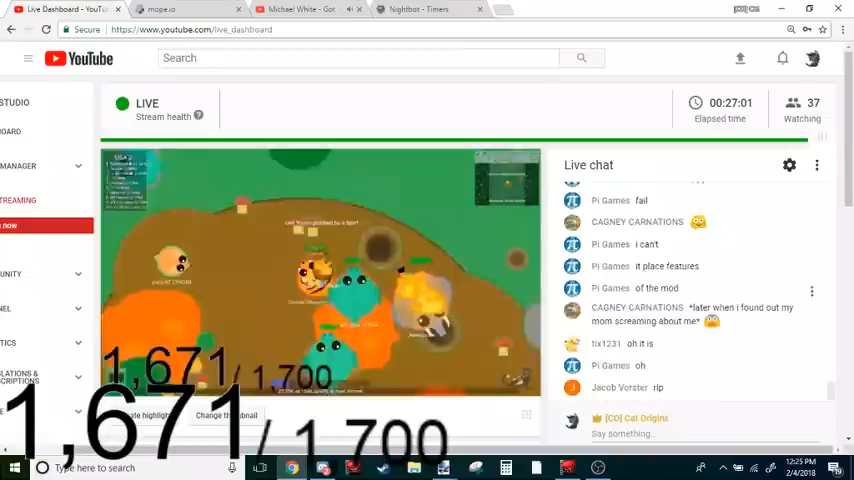 Live Dashboard - YouTu
mope.io
Michael White - Got
Nightbot - Timers
[CO] Cat
Secure
https://www.youtube.com/live_dashboard
YouTube
Search
STUDIO
BOARD
MANAGER
STREAMING
now
UNITY
NEL
TICS
LATIONS &
SCRIPTIONS
LIVE
Stream health
00:27:01
Elapsed time
37
Watching
Live chat
Pi Games fail
CAGNEY CARNATIONS
Pi Games i can't
Pi Games it place features
Pi Games of the mod
CAGNEY CARNATIONS *later when i found out my
mom screaming about me*
tix1231 oh it is
Pi Games oh
Jacob Vorster rip
[CO] Cat Origins
Say something...
1,671/ 1,700
Change thumbnail
1,671/ 1,700
Type here to search
12:25 PM
2/4/2018